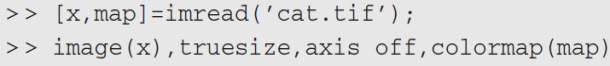 >> [x,map]=imread('cat.tif');
>> image(x),truesize,axis off,colormap(map)